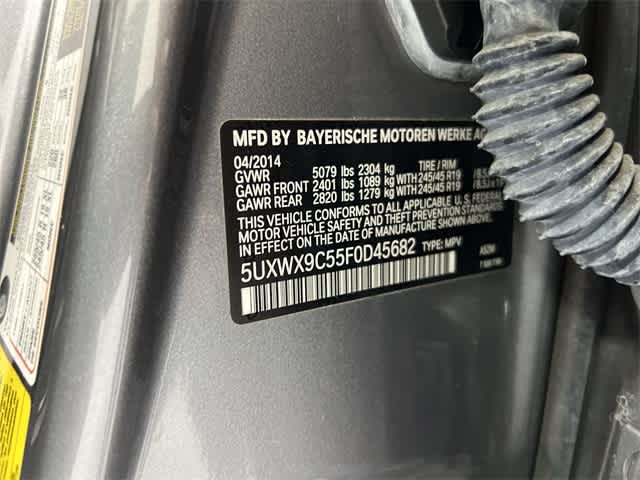 MFD BY BAYERISCHE MOTOREN WERKE AG
04/2014
GVWR 5079 lbs 2304 kg TIRE / RIM
GAWR FRONT 2401 lbs 1089 kg WITH 245/45 R19
GAWR REAR 2820 lbs 1279 kg WITH 245/45 R19
THIS VEHICLE CONFORMS TO ALL APPLICABLE U.S. FEDERAL
MOTOR VEHICLE SAFETY AND THEFT PREVENTION STANDARDS
IN EFFECT ON THE DATE OF MANUFACTURE SHOWN ABOVE.
5UXWX9C55F0D45682 TYPE: MPV